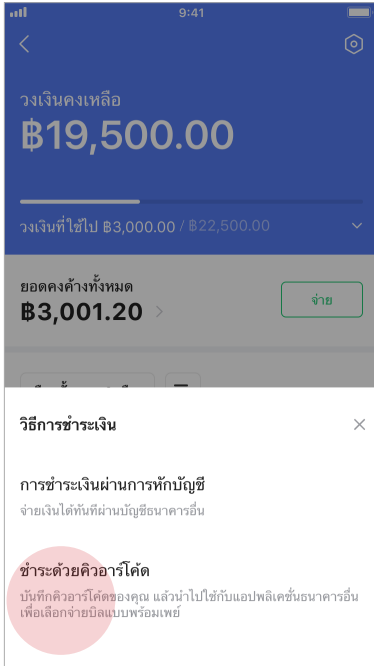 9:41
วงเงินคงเหลือ
฿19,500.00
วงเงินที่ใช้ไป ฿3,000.00 / ฿22,500.00
ยอดคงค้างทั้งหมด
฿3,001.20
จ่าย
วิธีการชำระเงิน
การชำระเงินผ่านการหักบัญชี
จ่ายเงินได้ทันทีผ่านบัญชีธนาคารอื่น
ชำระด้วยคิวอาร์โค้ด
บันทึกคิวอาร์โค้ดของคุณ แล้วนำไปใช้กับแอปพลิเคชั่นธนาคารอื่น
เพื่อเลือกจ่ายบิลแบบพร้อมเพย์